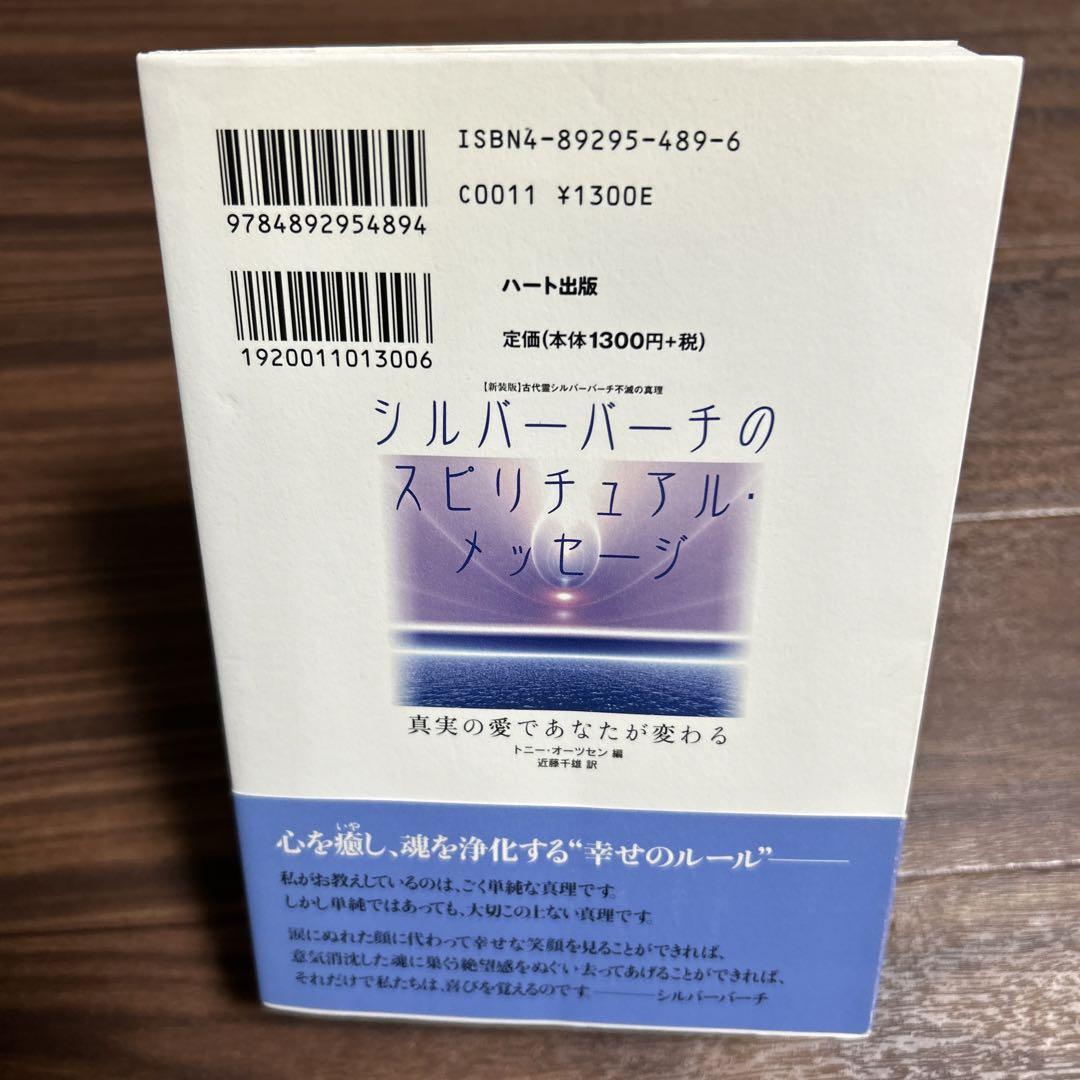 ISBN4-89295-489-6
C0011 ¥1300E
9784892954894
ハート出版
定価(本体1300円+税)
1920011013006
【新装版】古代霊シルバーバーチ不滅の真理
シルバーバーチの
スピリチュアル・
メッセージ
真実の愛であなたが変わる
トニー・オーツセン 編
近藤千雄 訳
いや
心を癒し、魂を浄化する“幸せのルール”――
私がお教えしているのは、ごく単純な真理です。
しかし単純ではあっても、大切この上ない真理です。
涙にぬれた顔に代わって幸せな笑顔を見ることができれば、
意気消沈した魂に巣くう絶望感をぬぐい去ってあげることができれば、
それだけで私たちは、喜びを覚えるのです。――シルバーバーチ